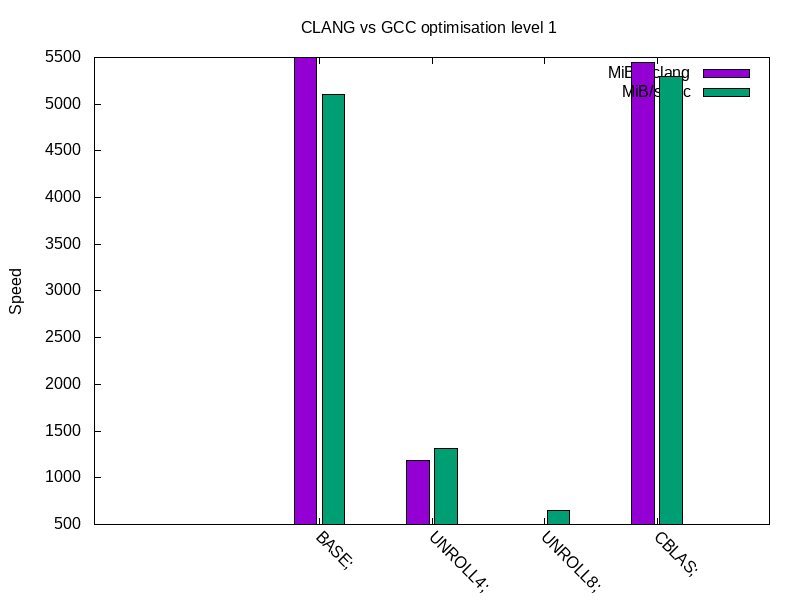 CLANG vs GCC optimisation level 1
5500
5000
4500
4000
3500
3000
2500
2000
1500
1000
500
Speed
BASE;
UNROLL4;
UNROLL8;
CBLAS;